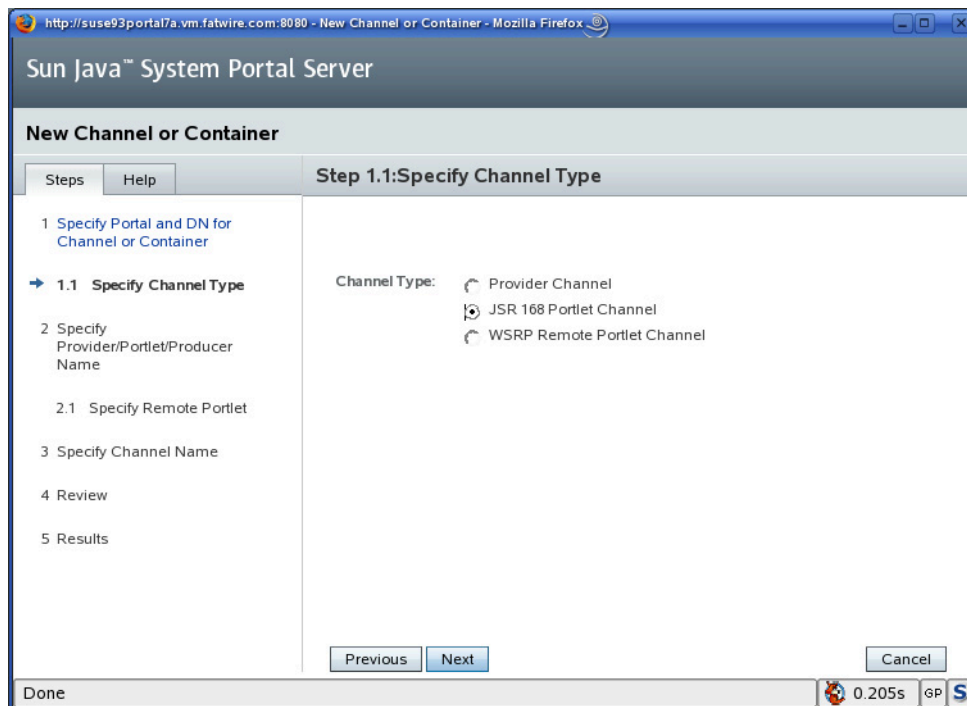 http://suse93portal7a.vm.fatwire.com:8080 - New Channel or Container - Mozilla Firefox
Sun Java™ System Portal Server
New Channel or Container
Steps
Help
1 Specify Portal and DN for
Channel or Container
1.1 Specify Channel Type
2 Specify
Provider/Portlet/Producer
Name
2.1 Specify Remote Portlet
3 Specify Channel Name
4 Review
5 Results
Step 1.1:Specify Channel Type
Channel Type:
Provider Channel
JSR 168 Portlet Channel
WSRP Remote Portlet Channel
Previous
Next
Cancel
Done
0.205s
GP
S